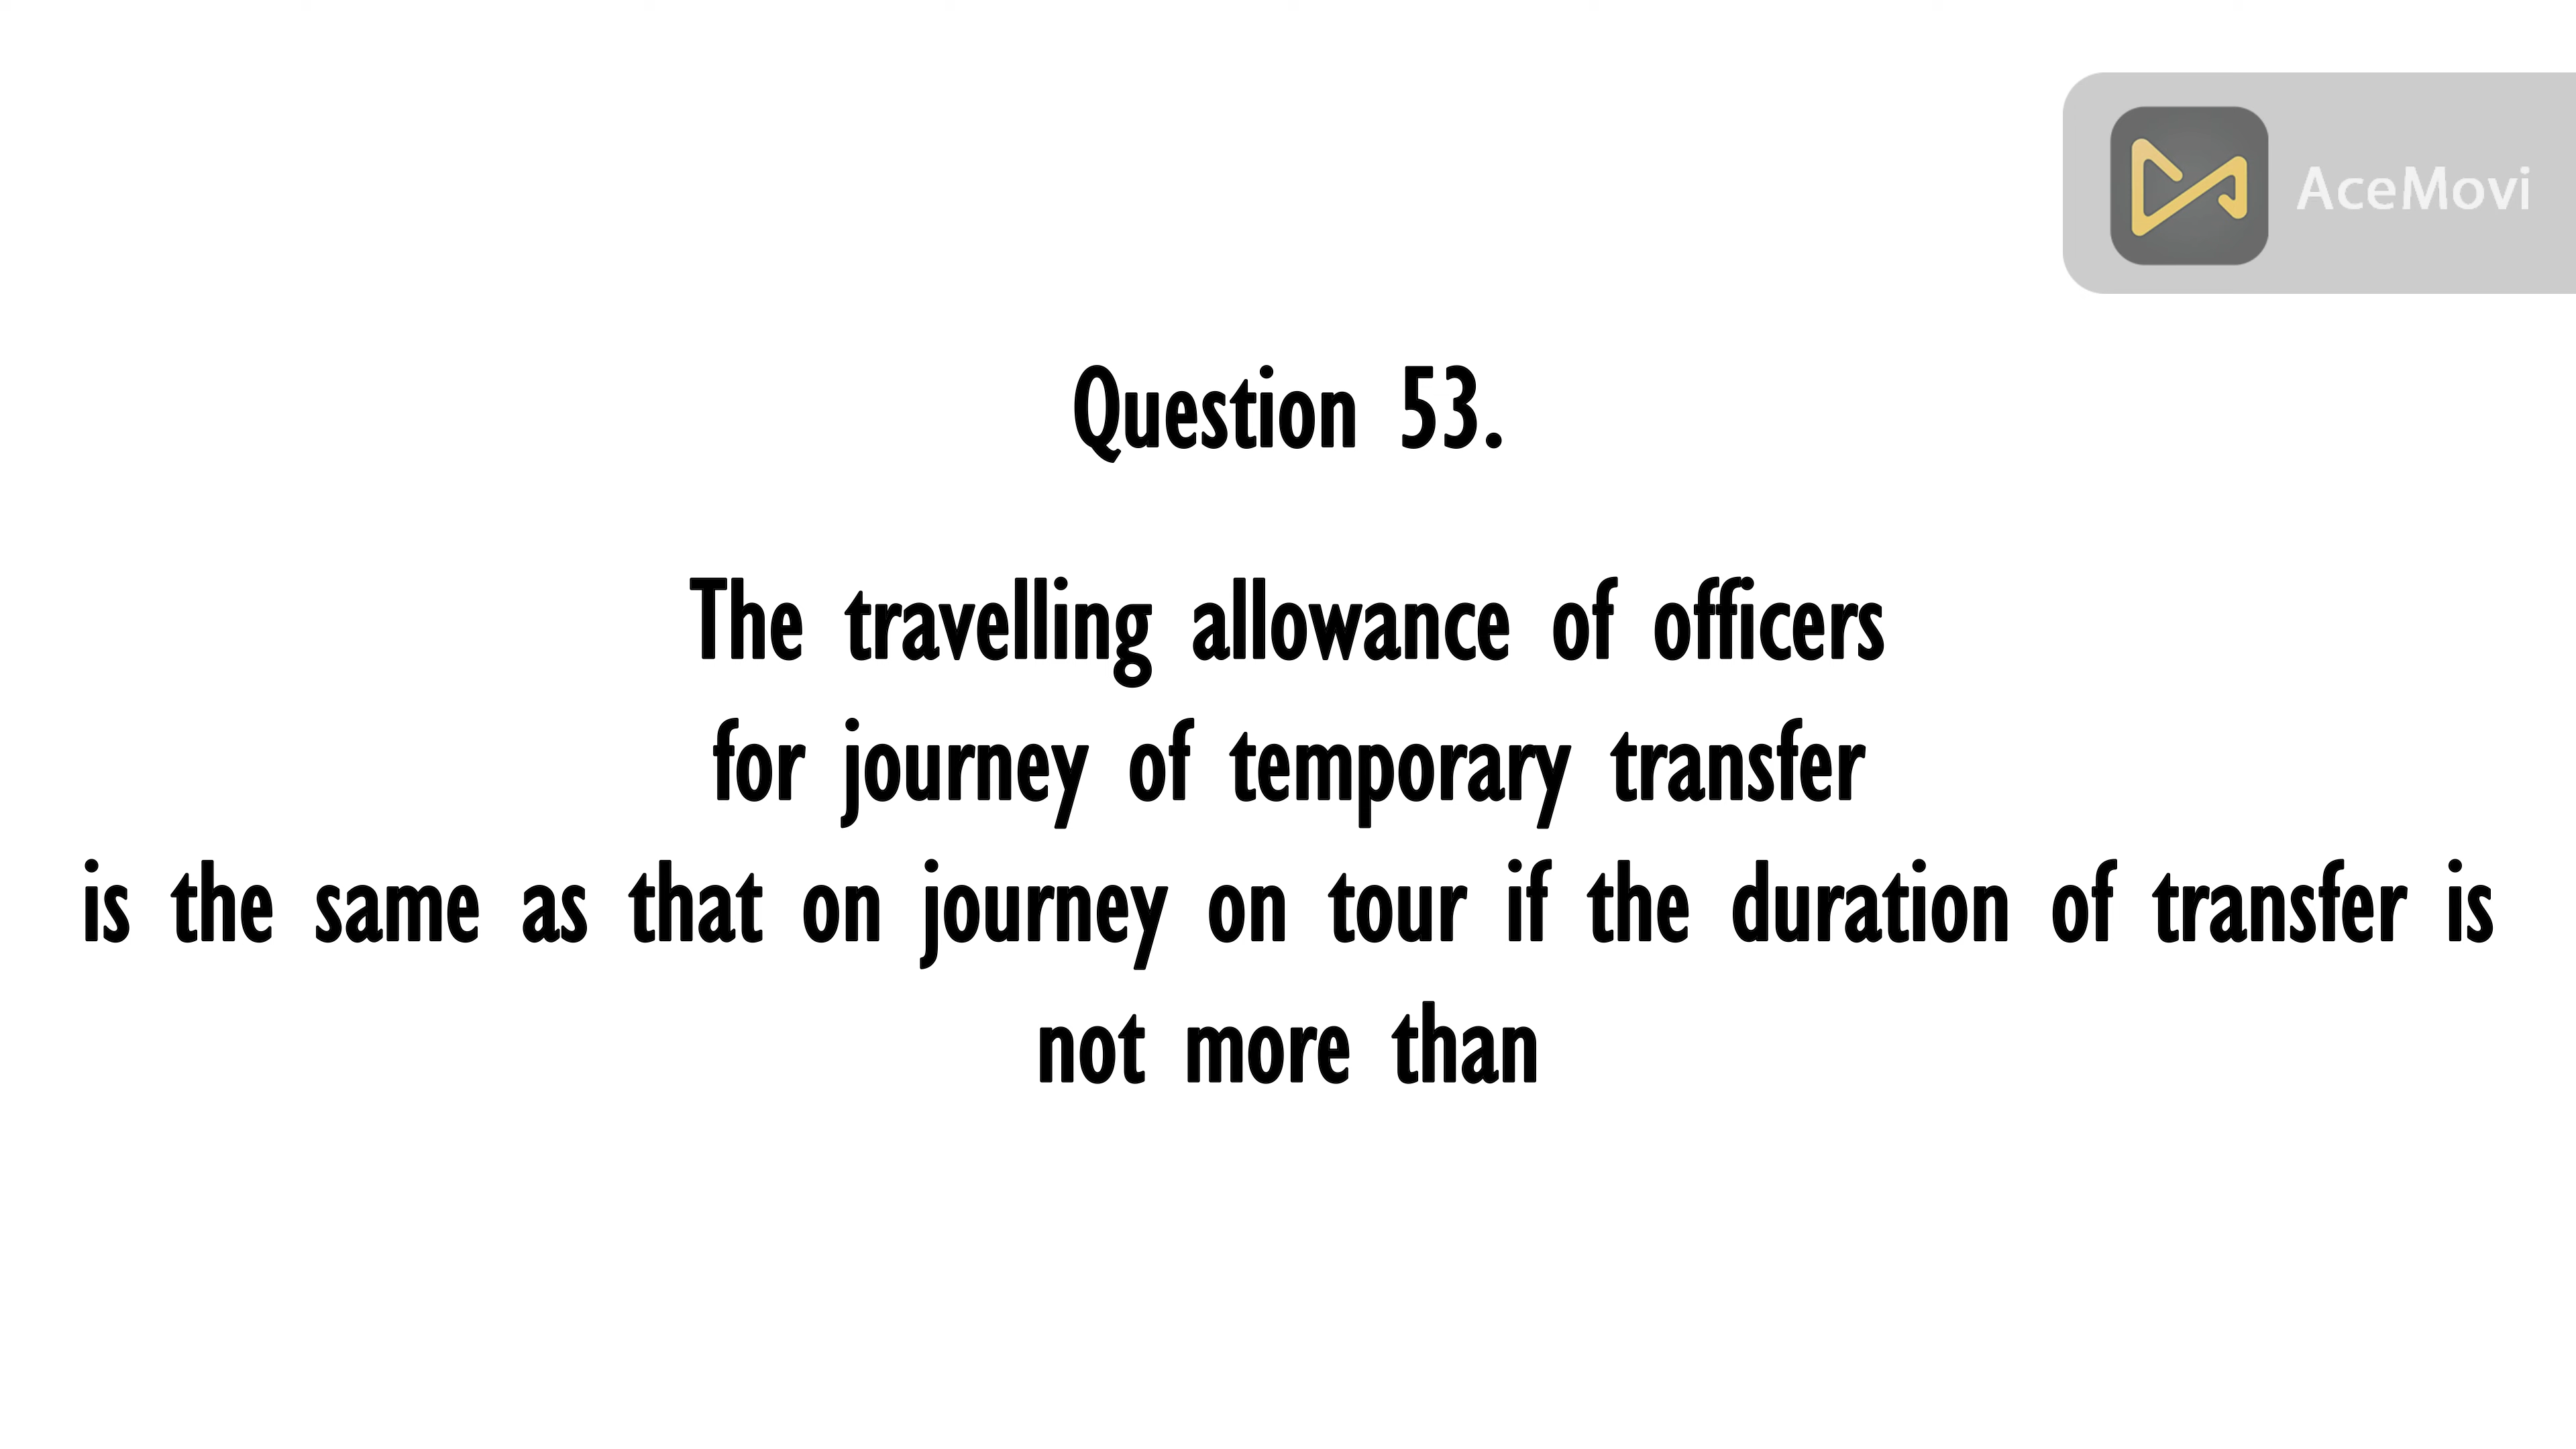 AceMovi
Question 53.
The travelling allowance of officers
for journey of temporary transfer
is the same as that on journey on tour if the duration of transfer is
not more than